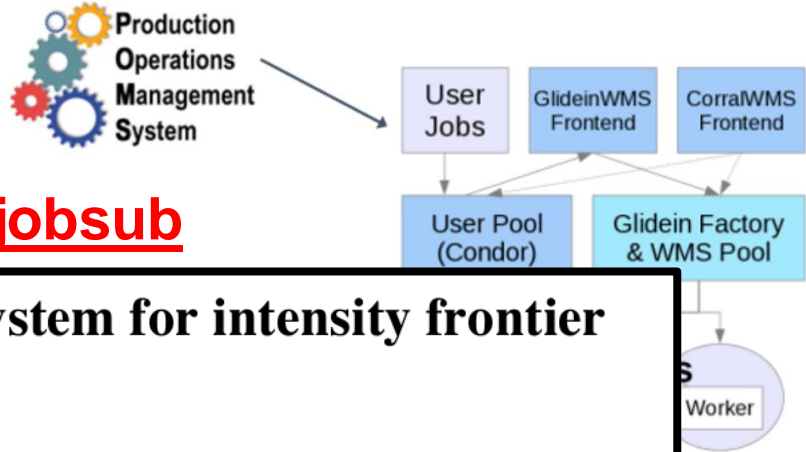 Production
Operations
Management
System
User
Jobs
GlideinWMS
Frontend
CorralWMS
Frontend
jobsub
User Pool
(Condor)
Glidein Factory
& WMS Pool
ystem for intensity frontier
s
Worker